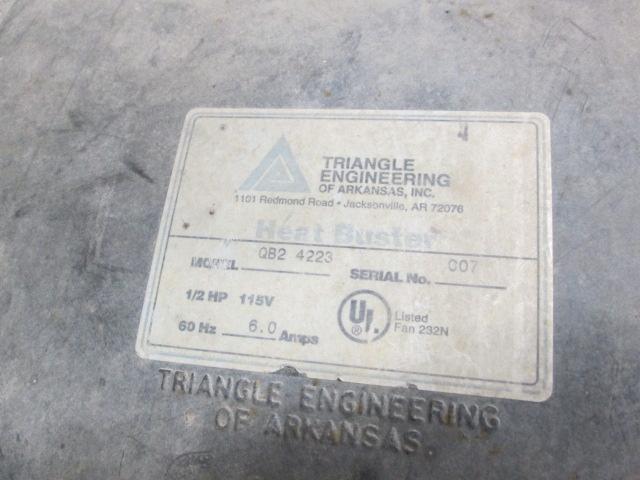 TRIANGLE
ENGINEERING
OF ARKANSAS, INC.
1101 Redmond Road • Jacksonville, AR 72076
Heat Buster
MODEL QB2 4223 SERIAL No. C07
1/2 HP 115V
60 Hz 6.0 Amps
UL ®
Listed
Fan 232N
TRIANGLE ENGINEERING
OF ARKANSAS.